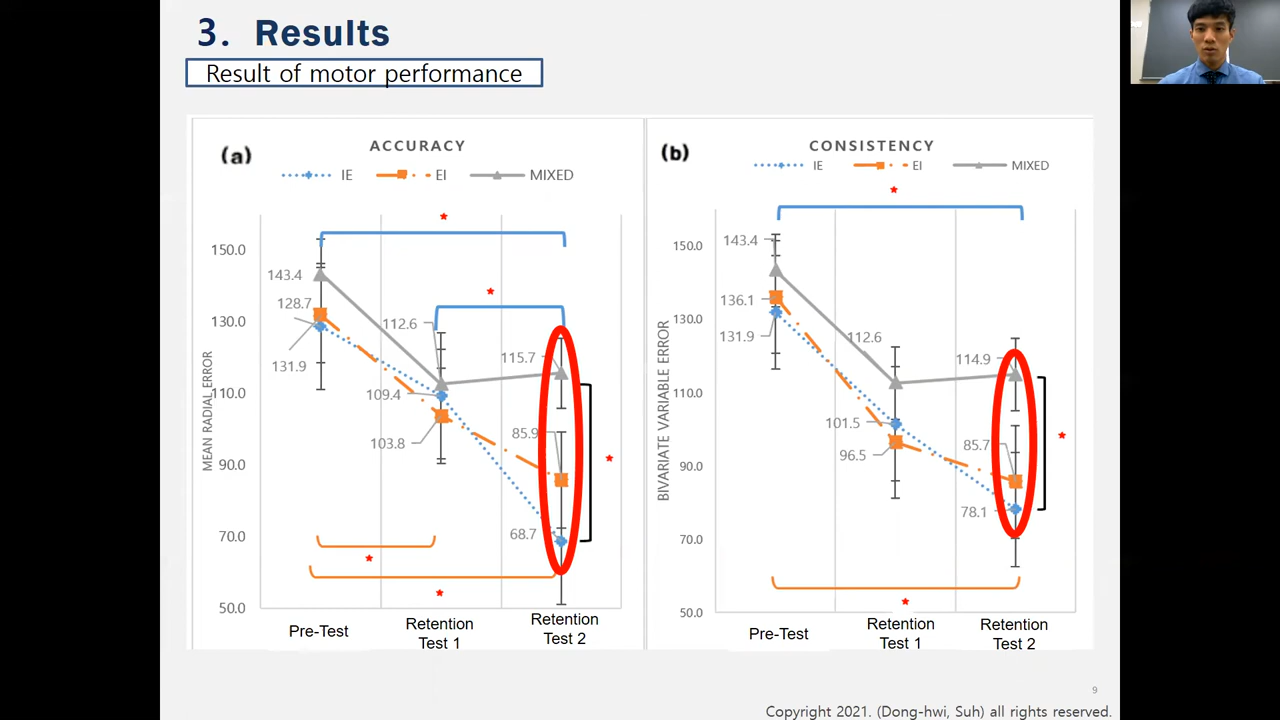 3. Results
Result of motor performance
(a)
ACCURACY
IE
EI
MIXED
MEAN RADIAL ERROR
150.0
130.0
110.0
90.0
70.0
50.0
143.4
128.7
131.9
112.6
109.4
103.8
115.7
85.9
68.7
Pre-Test
Retention
Test 1
Retention
Test 2
(b)
CONSISTENCY
IE
EI
MIXED
BIVARIATE VARIABLE ERROR
150.0
130.0
110.0
90.0
70.0
50.0
143.4
136.1
131.9
112.6
101.5
96.5
114.9
85.7
78.1
Pre-Test
Retention
Test 1
Retention
Test 2
9
Copyright 2021. (Dong-hwi, Suh) all rights reserved.